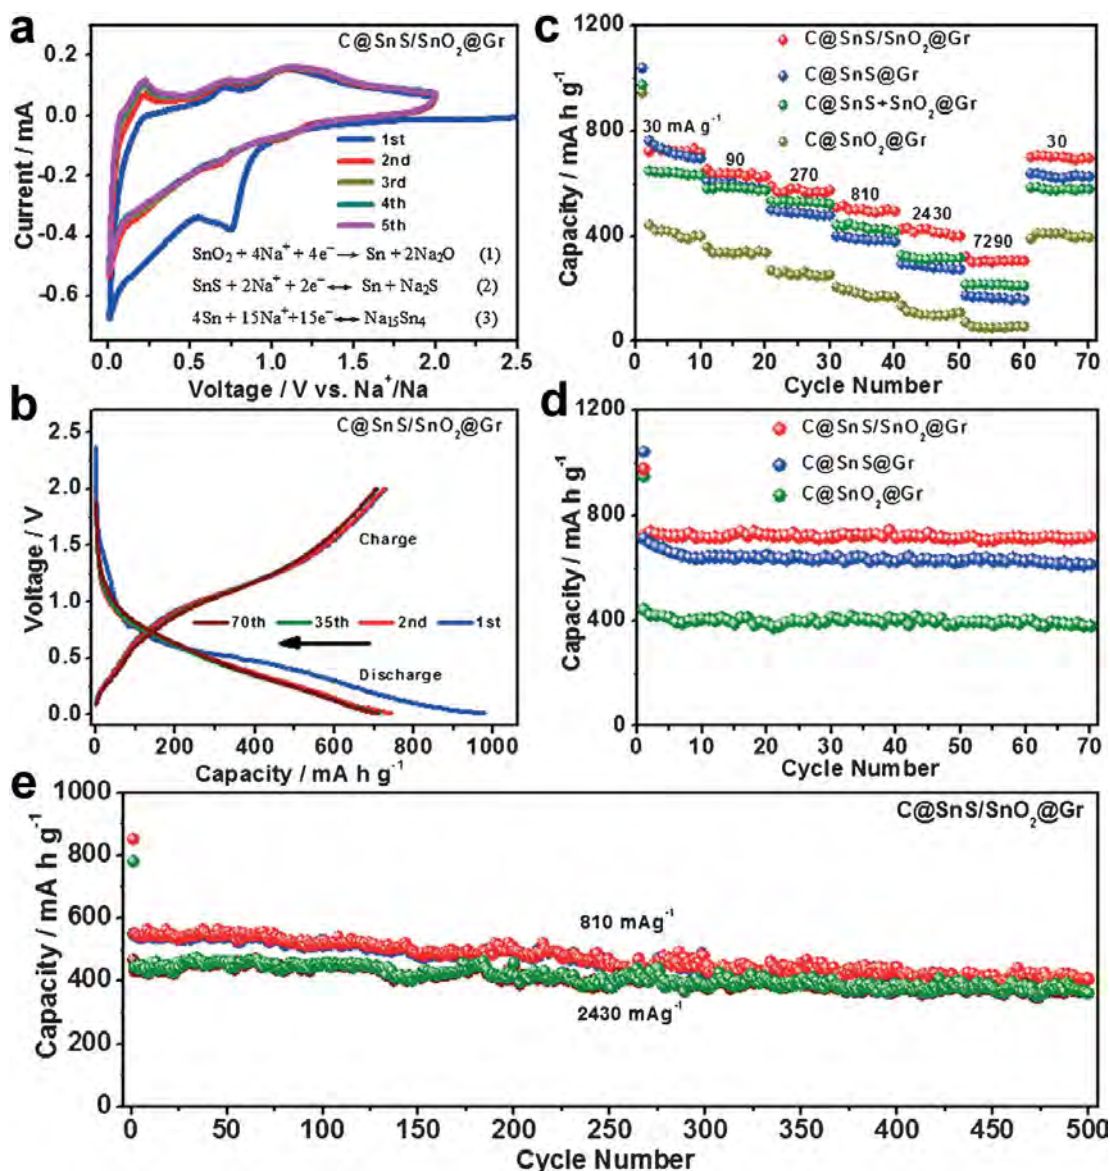 a
C@SnS/SnO₂@Gr
0.2
0.0
-0.2
-0.4
-0.6
Current / mA
1st
2nd
3rd
4th
5th
SnO₂ + 4Na⁺ + 4e⁻ → Sn + 2Na₂O (1)
SnS + 2Na⁺ + 2e⁻ ↔ Sn + Na₂S (2)
4Sn + 15Na⁺ +15e⁻ ↔ Na₁₅Sn₄ (3)
0.0 0.5 1.0 1.5 2.0 2.5
Voltage / V vs. Na⁺/Na
b
C@SnS/SnO₂@Gr
2.5
2.0
1.5
1.0
0.5
0.0
Voltage / V
Charge
70th 35th 2nd 1st
Discharge
0 200 400 600 800 1000
Capacity / mA h g⁻¹
c
1200
800
400
0
Capacity / mA h g⁻¹
C@SnS/SnO₂@Gr
C@SnS@Gr
C@SnS+SnO₂@Gr
C@SnO₂@Gr
30 mA g⁻¹
90
270
810
2430
7290
30
0 10 20 30 40 50 60 70
Cycle Number
d
1200
800
400
0
Capacity / mA h g⁻¹
C@SnS/SnO₂@Gr
C@SnS@Gr
C@SnO₂@Gr
0 10 20 30 40 50 60 70
Cycle Number
e
1000
800
600
400
200
0
Capacity / mA h g⁻¹
C@SnS/SnO₂@Gr
810 mAg⁻¹
2430 mAg⁻¹
0 50 100 150 200 250 300 350 400 450 500
Cycle Number